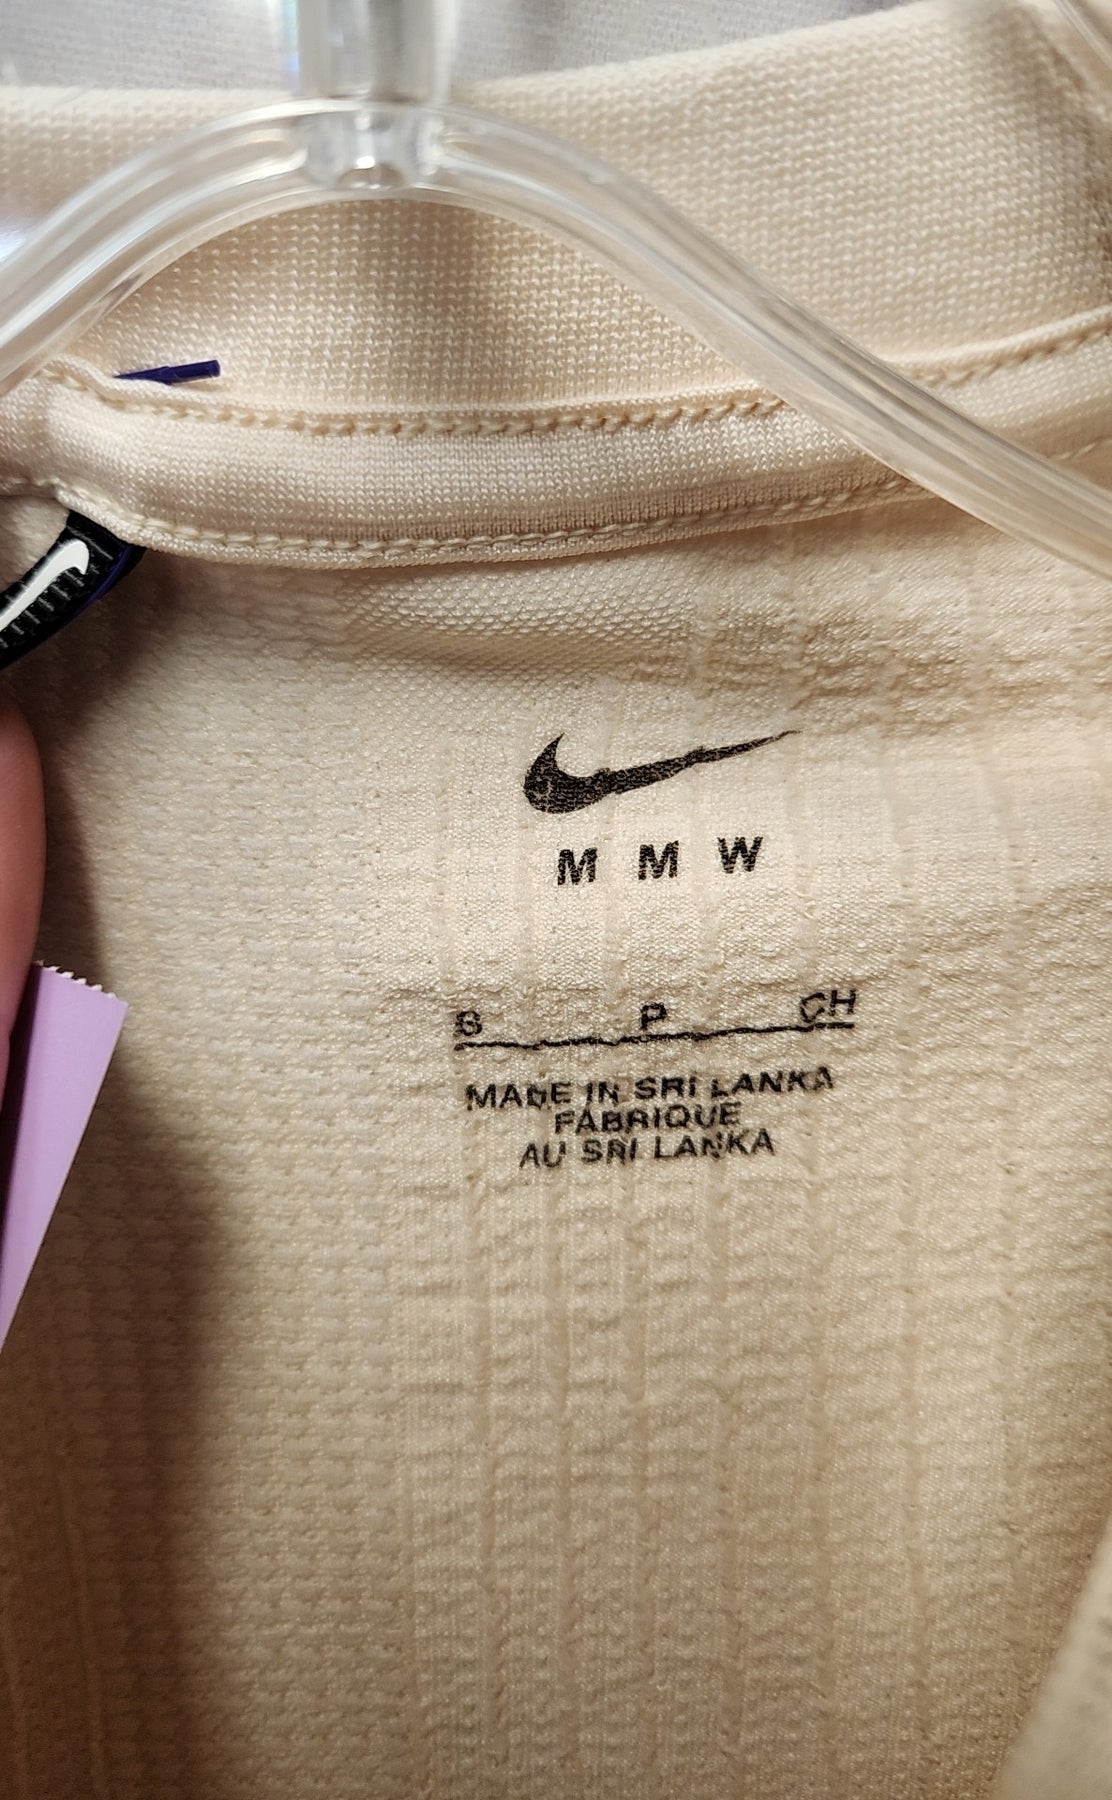 M M W
S P CH
MADE IN SRI LANKA
FABRIQUE
AU SRI LANKA